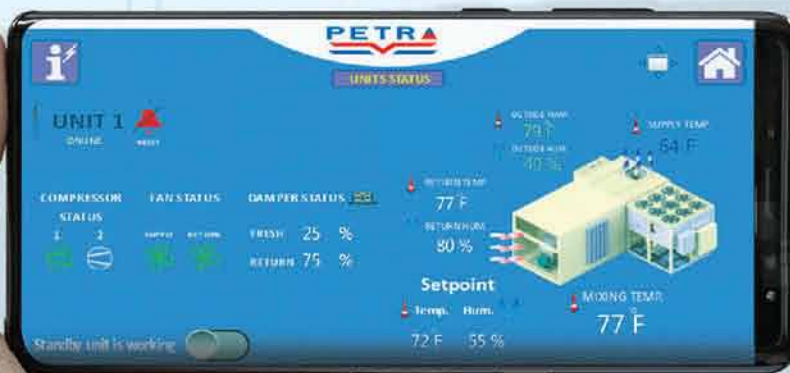 PETRA
UNITS STATUS
UNIT 1
ONLINE
RESET
OUTSIDE TEMP.
79 F
OUTSIDE HUM.
40 %
SUPPLY TEMP
64 F
COMPRESSOR
STATUS
1 2
FAN STATUS
SUPPLY RETURN
DAMPER STATUS
FRESH 25 %
RETURN 75 %
RETURN TEMP
77 F
RETURN HUM.
80 %
Setpoint
Temp. Hum.
72 F 55 %
MIXING TEMP.
77 F
Standby unit is working